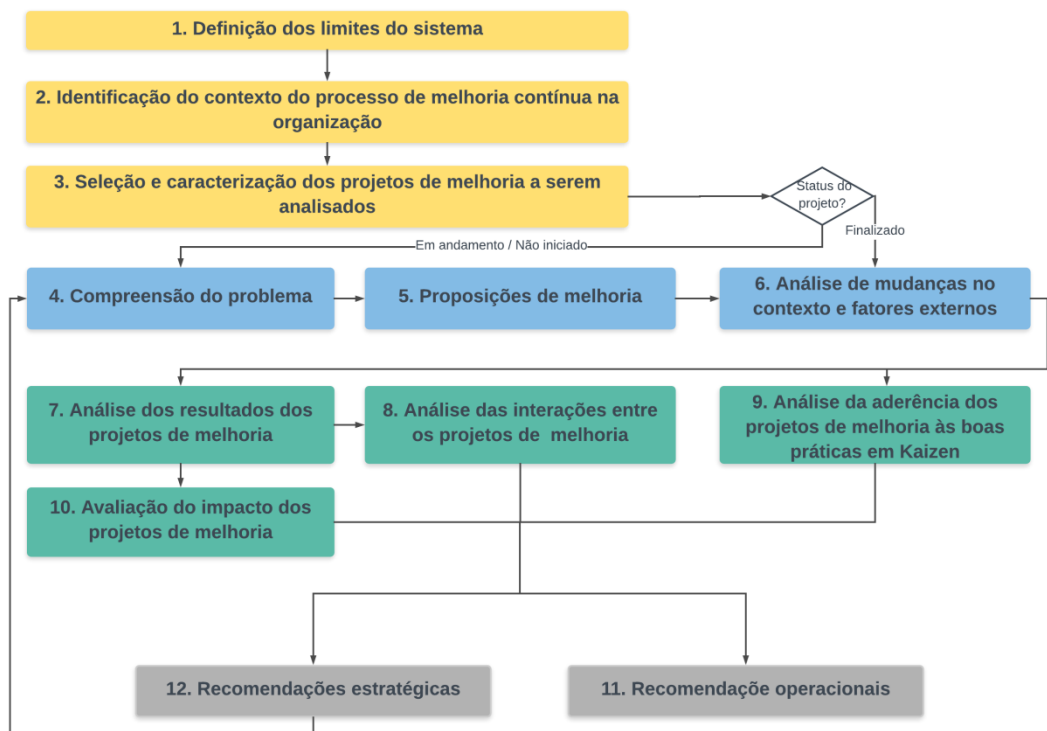 1. Definição dos limites do sistema
2. Identificação do contexto do processo de melhoria contínua na
organização
3. Seleção e caracterização dos projetos de melhoria a serem
analisados
Status do
projeto?
Finalizado
Em andamento / Não iniciado
4. Compreensão do problema
5. Proposições de melhoria
6. Análise de mudanças no
contexto e fatores externos
7. Análise dos resultados dos
projetos de melhoria
8. Análise das interações entre
os projetos de melhoria
9. Análise da aderência dos
projetos de melhoria às boas
práticas em Kaizen
10. Avaliação do impacto dos
projetos de melhoria
12. Recomendações estratégicas
11. Recomendaçõe operacionais